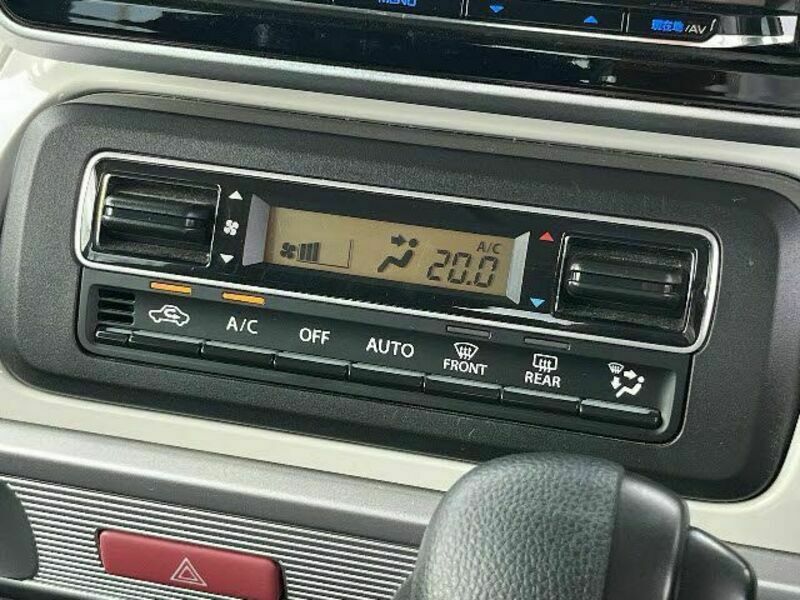 MENU
現在地/AV
A/C
20.0
A/C
OFF
AUTO
FRONT
REAR